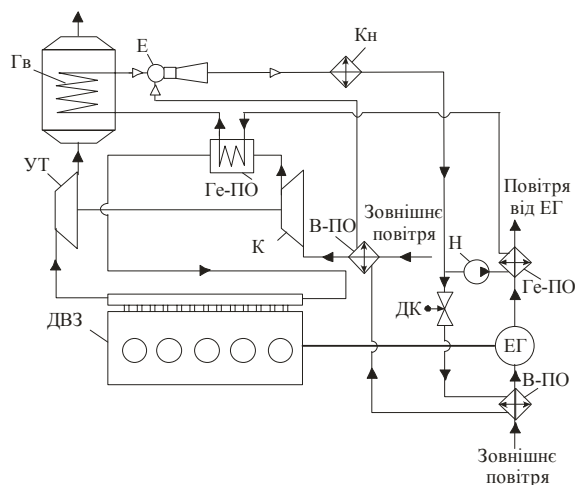 Е
Кн
Гв
УТ
Ге-ПО
К
В-ПО
Зовнішнє
повітря
Повітря
від ЕГ
Н
Ге-ПО
ДК
ДВЗ
ЕГ
В-ПО
Зовнішнє
повітря